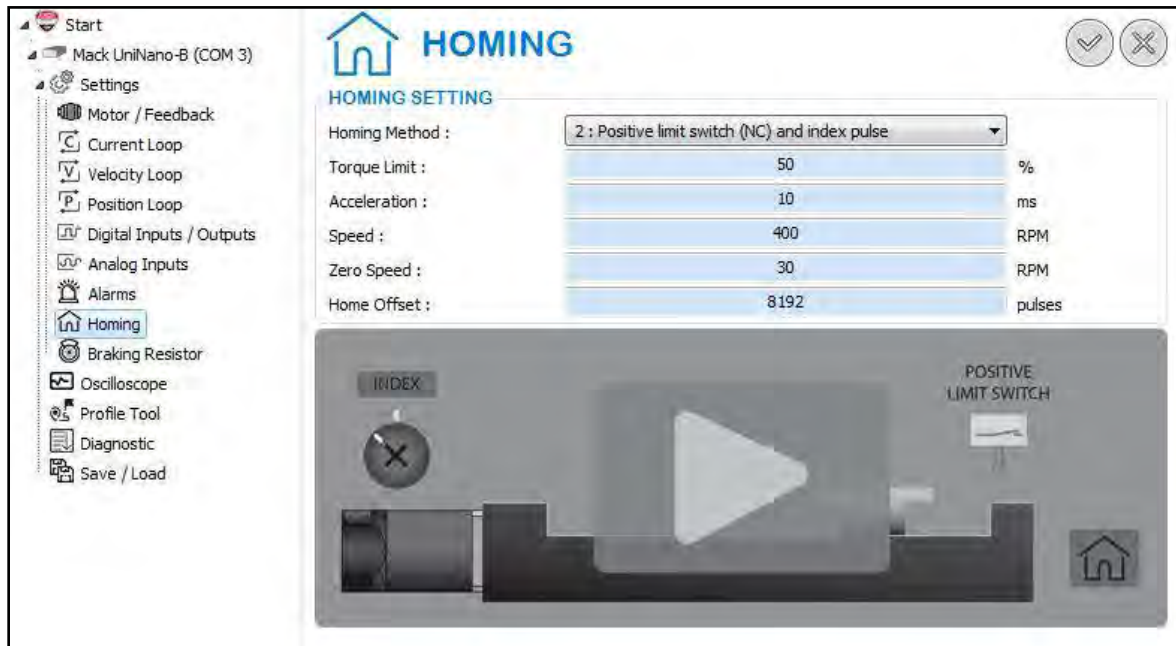 Start
Mack UniNano-B (COM 3)
Settings
Motor / Feedback
C Current Loop
V Velocity Loop
P Position Loop
Digital Inputs / Outputs
Analog Inputs
Alarms
Homing
Braking Resistor
Oscilloscope
Profile Tool
Diagnostic
Save / Load
HOMING
HOMING SETTING
Homing Method : 2 : Positive limit switch (NC) and index pulse
Torque Limit : 50 %
Acceleration : 10 ms
Speed : 400 RPM
Zero Speed : 30 RPM
Home Offset : 8192 pulses
INDEX
POSITIVE
LIMIT SWITCH